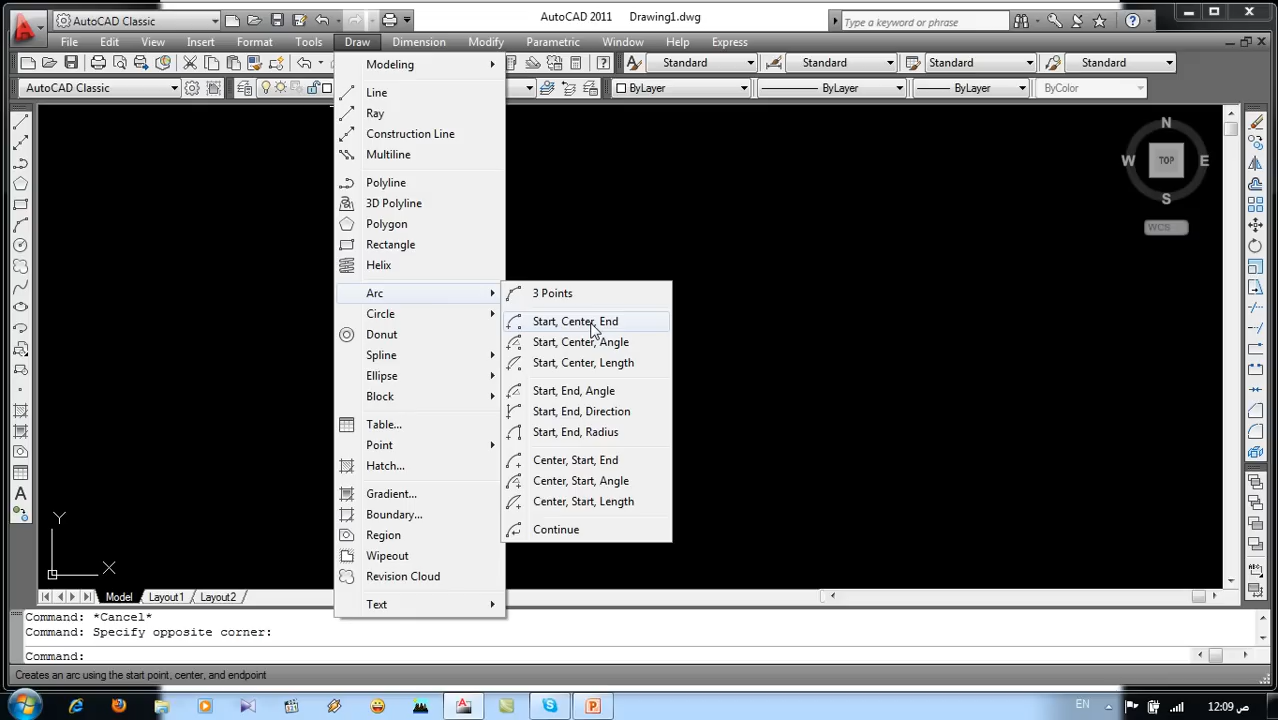 AutoCAD Classic
AutoCAD 2011 Drawing1.dwg
Type a keyword or phrase
File Edit View Insert Format Tools Draw Dimension Modify Parametric Window Help Express
Standard Standard Standard Standard
AutoCAD Classic
ByLayer ByLayer ByLayer ByColor
Modeling
Line
Ray
Construction Line
Multiline
Polyline
3D Polyline
Polygon
Rectangle
Helix
Arc
Circle
Donut
Spline
Ellipse
Block
Table...
Point
Hatch...
Gradient...
Boundary...
Region
Wipeout
Revision Cloud
Text
3 Points
Start, Center, End
Start, Center, Angle
Start, Center, Length
Start, End, Angle
Start, End, Direction
Start, End, Radius
Center, Start, End
Center, Start, Angle
Center, Start, Length
Continue
N
W TOP E
S
WCS
Y
X
Model Layout1 Layout2
Command: *Cancel*
Command: Specify opposite corner:
Command:
Creates an arc using the start point, center, and endpoint
EN
12:09 ص